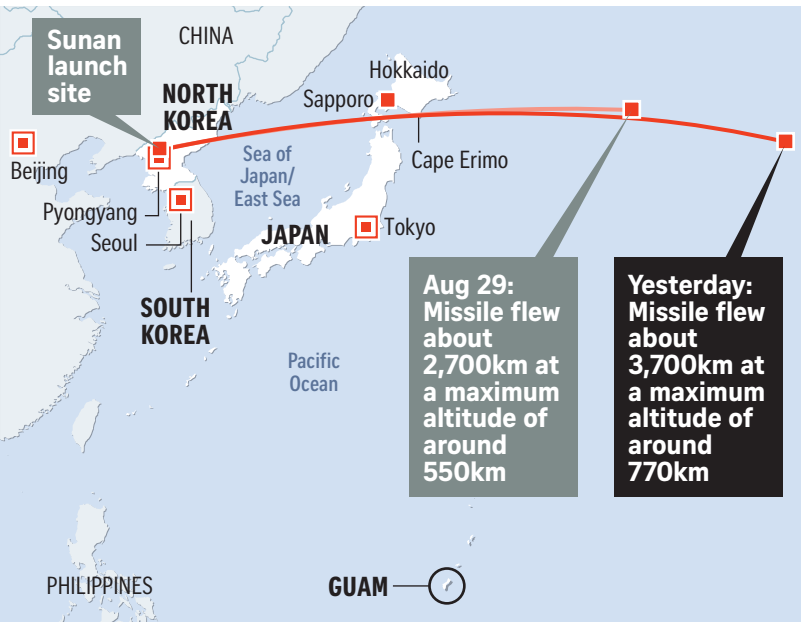 Sunan
launch
site
CHINA
NORTH
KOREA
Hokkaido
Sapporo
Beijing
Sea of
Japan/
East Sea
Cape Erimo
Pyongyang
Seoul
JAPAN
Tokyo
SOUTH
KOREA
Pacific
Ocean
Aug 29:
Missile flew
about
2,700km at
a maximum
altitude of
around
550km
Yesterday:
Missile flew
about
3,700km at
a maximum
altitude of
around
770km
PHILIPPINES
GUAM